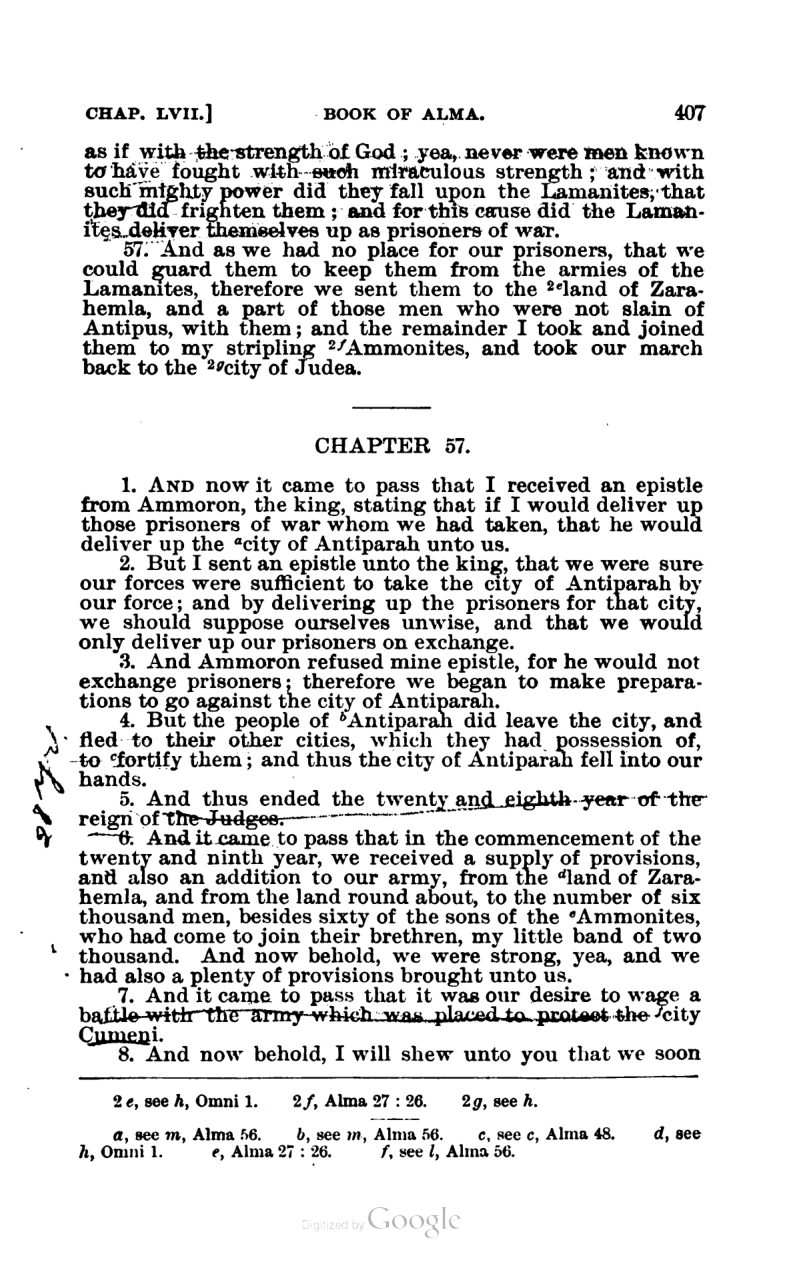 CHAP. LVII.] BOOK OF ALMA. 407
as if with the strength of God ; yea, never were men known
to have fought with such miraculous strength ; and with
such mighty power did they fall upon the Lamanites, that
they did frighten them ; and for this cause did the Laman-
ites deliver themselves up as prisoners of war.
57. And as we had no place for our prisoners, that we
could guard them to keep them from the armies of the
Lamanites, therefore we sent them to the ²ᵉland of Zara-
hemla, and a part of those men who were not slain of
Antipus, with them ; and the remainder I took and joined
them to my stripling ²ᶠAmmonites, and took our march
back to the ²ᵍcity of Judea.
CHAPTER 57.
1. AND now it came to pass that I received an epistle
from Ammoron, the king, stating that if I would deliver up
those prisoners of war whom we had taken, that he would
deliver up the ᵃcity of Antiparah unto us.
2. But I sent an epistle unto the king, that we were sure
our forces were sufficient to take the city of Antiparah by
our force ; and by delivering up the prisoners for that city,
we should suppose ourselves unwise, and that we would
only deliver up our prisoners on exchange.
3. And Ammoron refused mine epistle, for he would not
exchange prisoners ; therefore we began to make prepara-
tions to go against the city of Antiparah.
4. But the people of ᵇAntiparah did leave the city, and
fled to their other cities, which they had possession of,
to ᶜfortify them ; and thus the city of Antiparah fell into our
hands.
5. And thus ended the twenty and eighth year of the
reign of the Judges.
6. And it came to pass that in the commencement of the
twenty and ninth year, we received a supply of provisions,
and also an addition to our army, from the ᵈland of Zara-
hemla, and from the land round about, to the number of six
thousand men, besides sixty of the sons of the ᵉAmmonites,
who had come to join their brethren, my little band of two
thousand. And now behold, we were strong, yea, and we
had also a plenty of provisions brought unto us.
7. And it came to pass that it was our desire to wage a
battle with the army which was placed to protect the ᶠcity
Cumeni.
8. And now behold, I will shew unto you that we soon
2 e, see h, Omni 1. 2 f, Alma 27 : 26. 2 g, see h.
a, see m, Alma 56. b, see m, Alma 56. c, see c, Alma 48. d, see
h, Omni 1. e, Alma 27 : 26. f, see l, Alma 56.
Digitized by Google